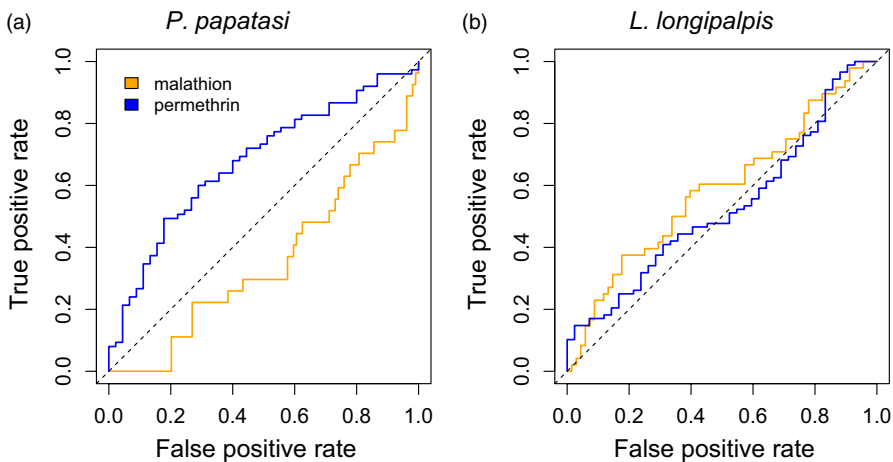 (a)
P. papatasi
malathion
permethrin
True positive rate
0.0 0.2 0.4 0.6 0.8 1.0
0.0 0.2 0.4 0.6 0.8 1.0
False positive rate
(b)
L. longipalpis
True positive rate
0.0 0.2 0.4 0.6 0.8 1.0
0.0 0.2 0.4 0.6 0.8 1.0
False positive rate